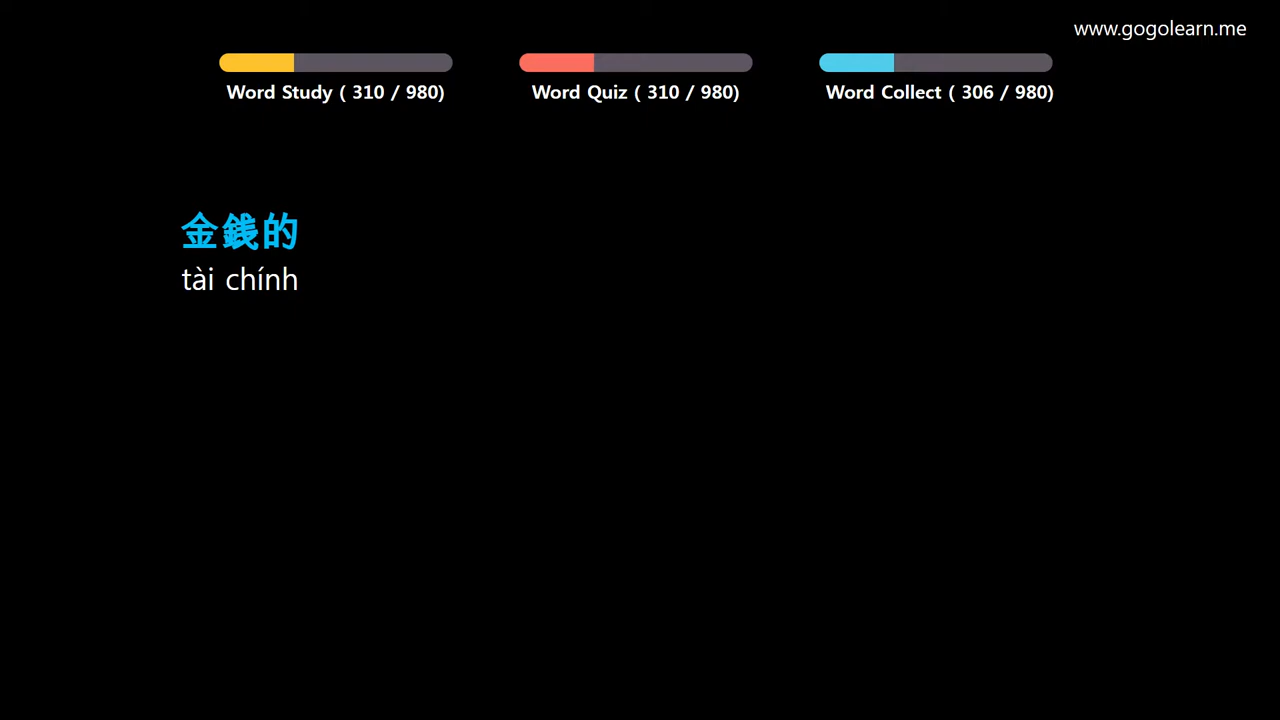 www.gogolearn.me
Word Study ( 310 / 980)
Word Quiz ( 310 / 980)
Word Collect ( 306 / 980)
金銭的
tài chính